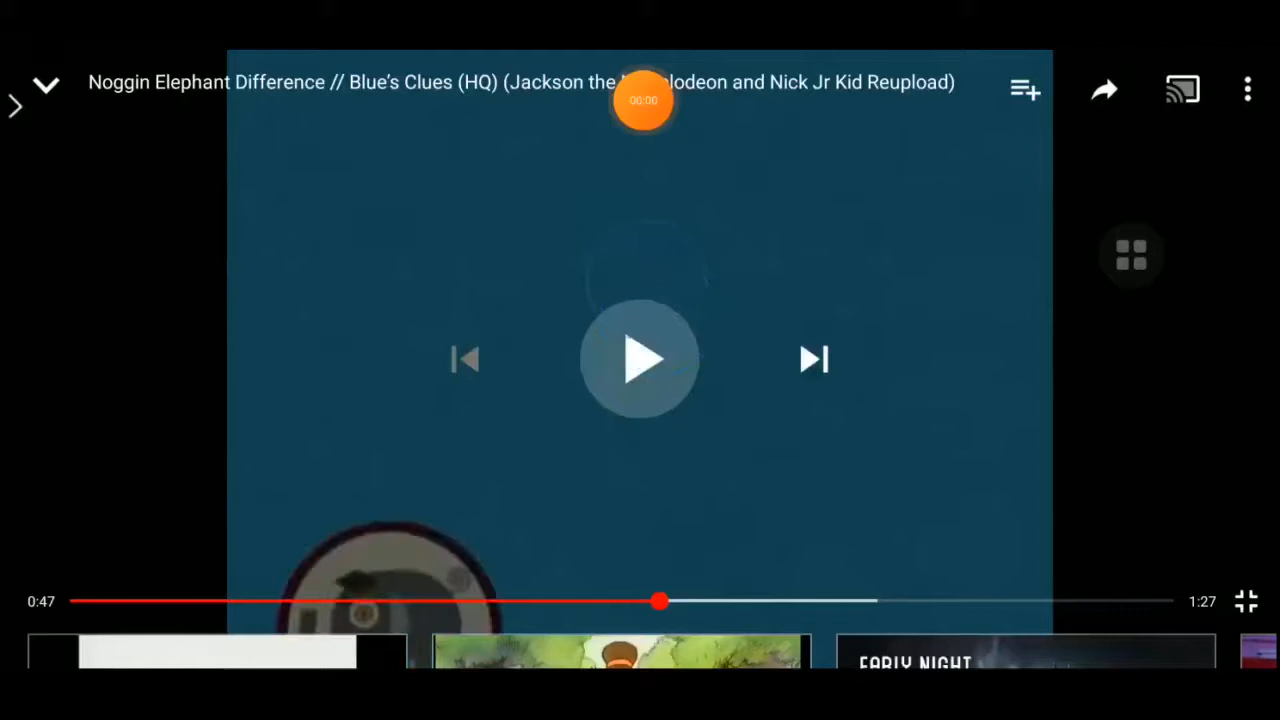 Noggin Elephant Difference // Blue's Clues (HQ) (Jackson the lodeon and Nick Jr Kid Reupload)
00:00
0:47
1:27
EARLY NIGHT